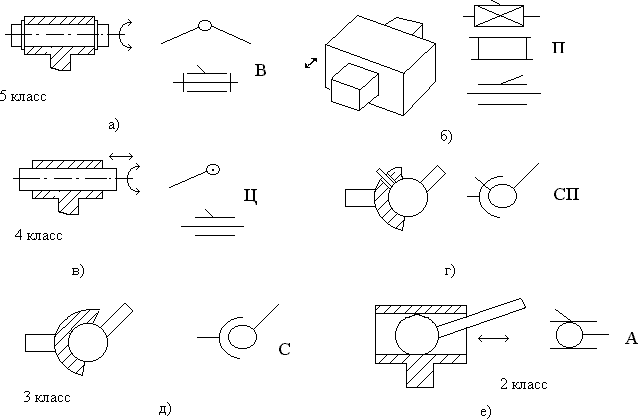 В
П
5 класс
а)
б)
Ц
СП
4 класс
в)
г)
С
А
3 класс
2 класс
д)
е)